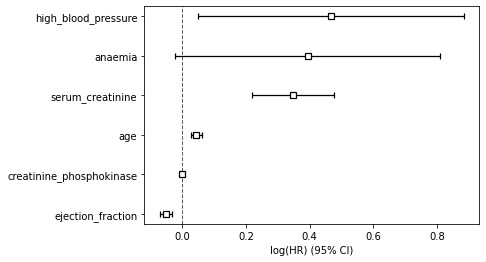 high_blood_pressure
anaemia
serum_creatinine
age
creatinine_phosphokinase
ejection_fraction
0.0 0.2 0.4 0.6 0.8
log(HR) (95% CI)